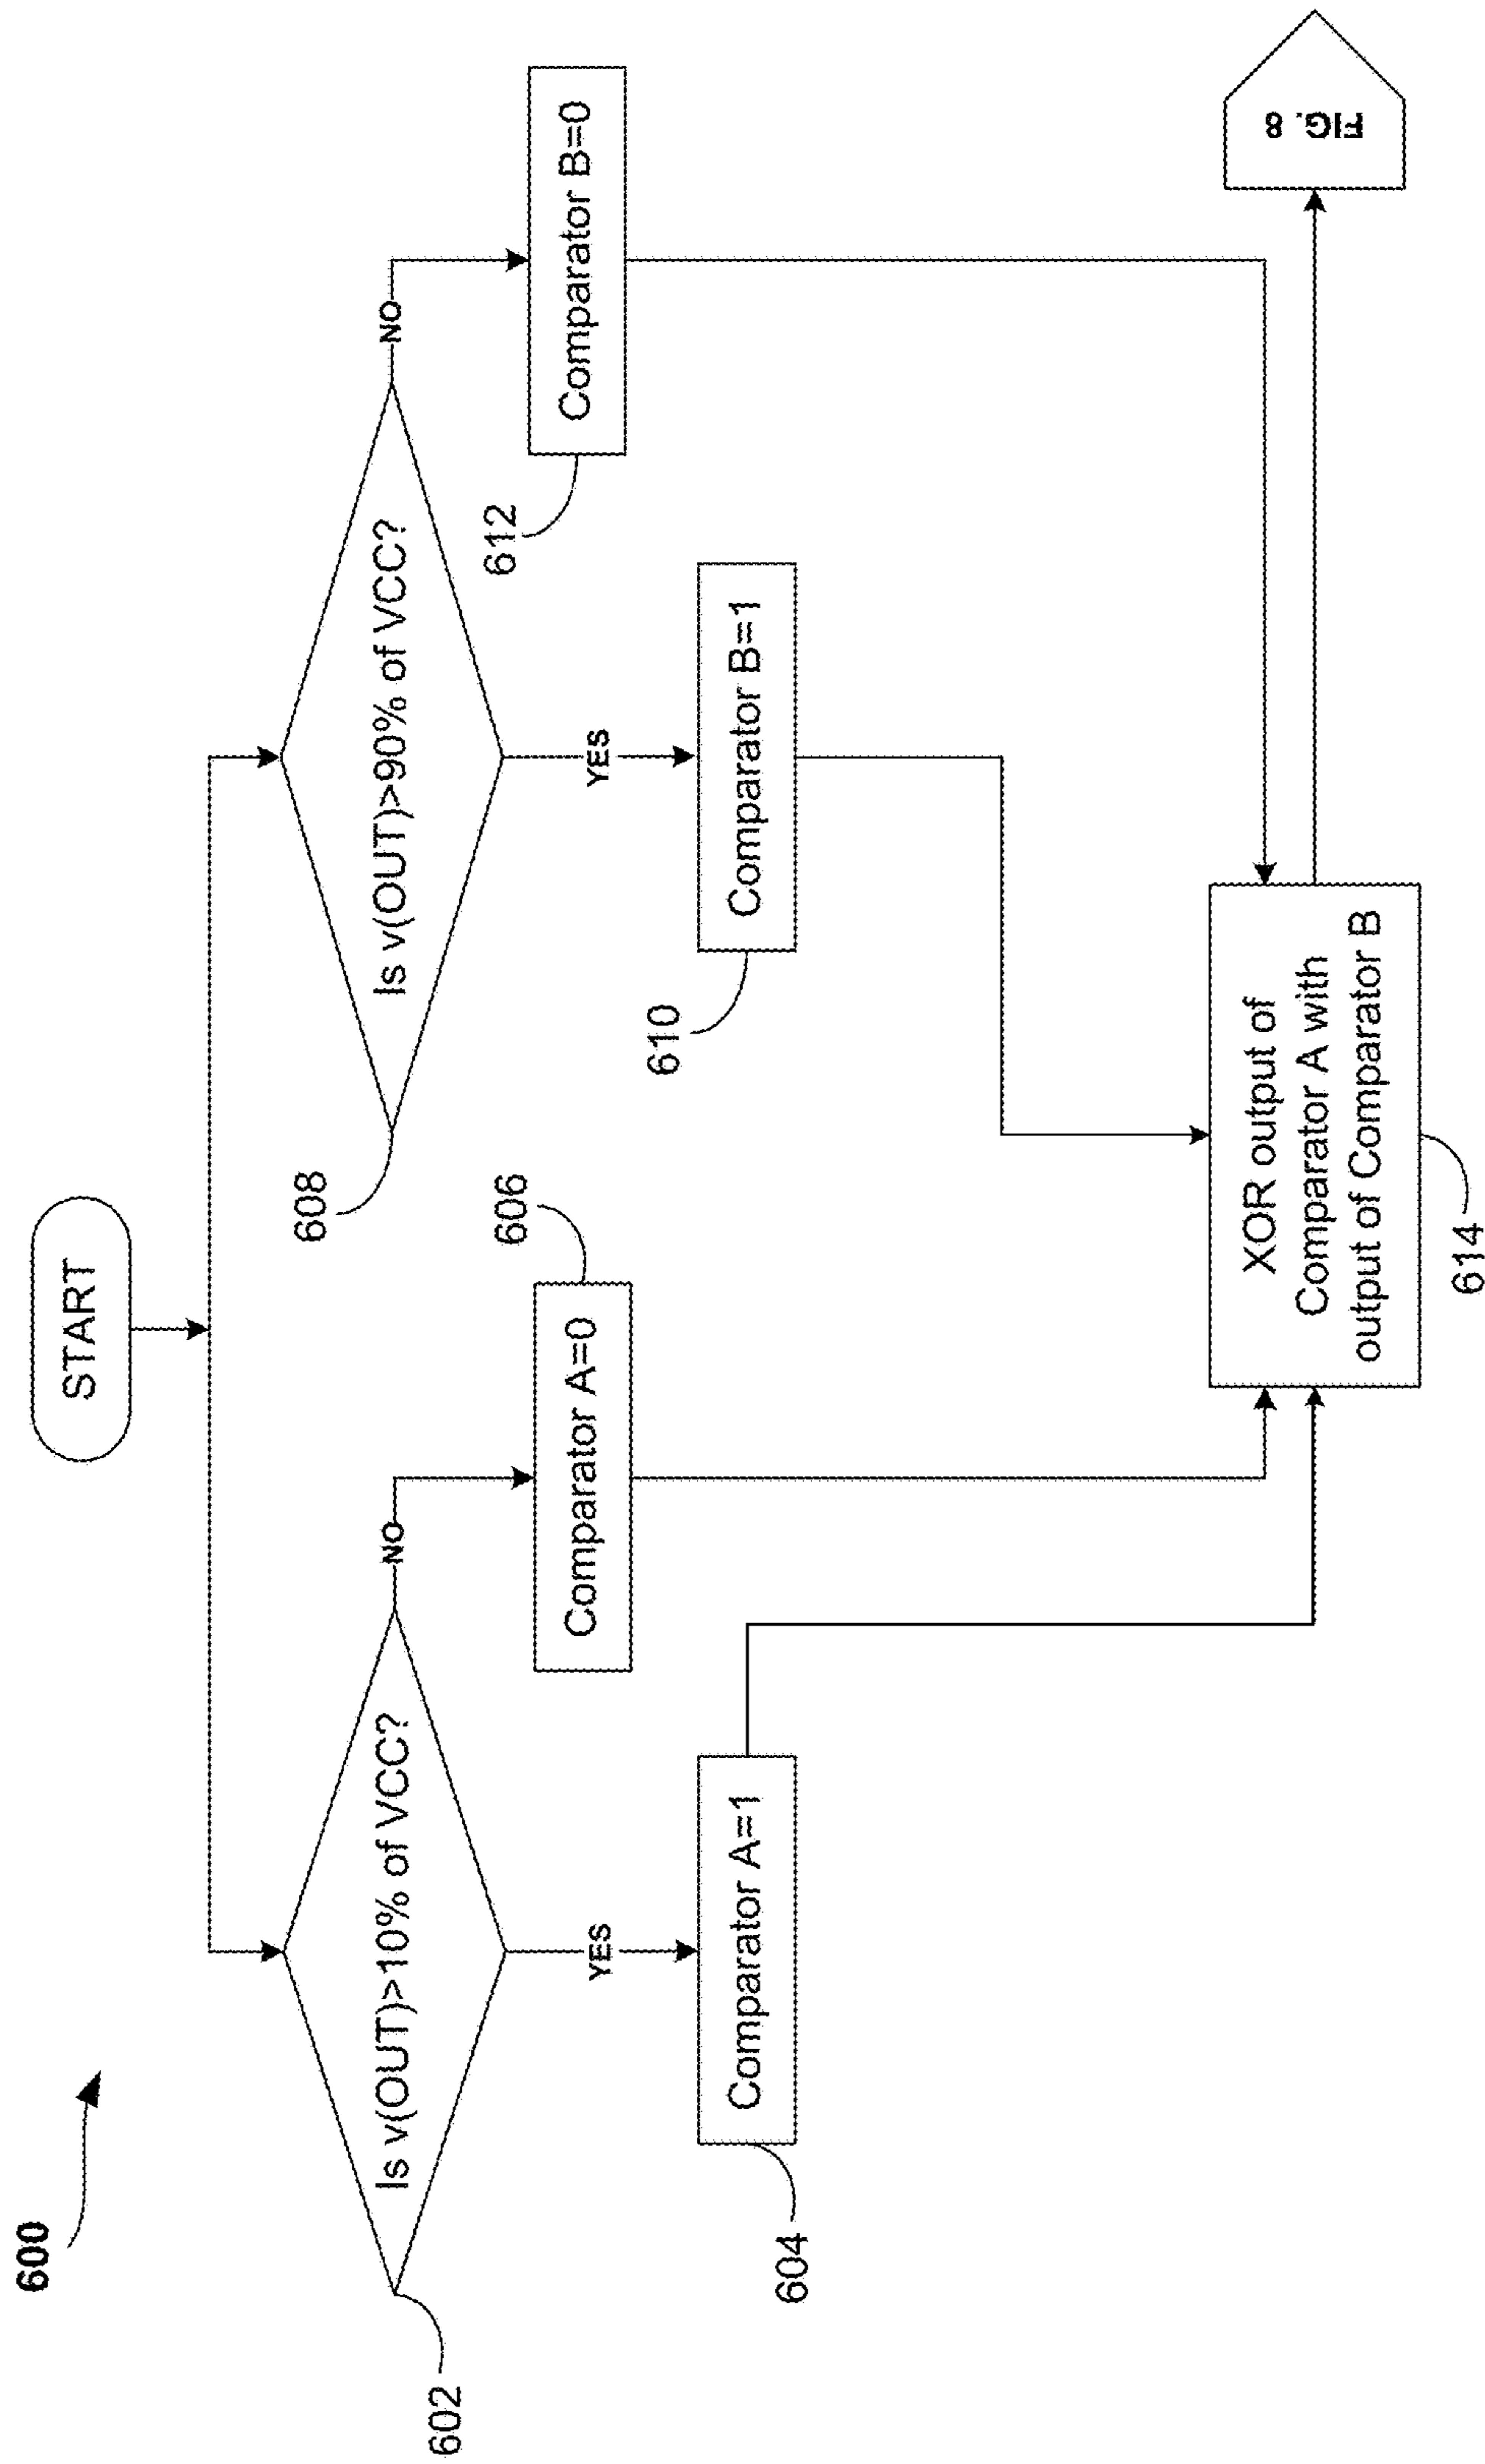 600
START
602
Is v(OUT)>10% of VCC?
NO
YES
Comparator A=0
606
604
Comparator A=1
608
Is v(OUT)>90% of VCC?
NO
YES
612
Comparator B=0
610
Comparator B=1
XOR output of
Comparator A with
output of Comparator B
614
FIG. 8